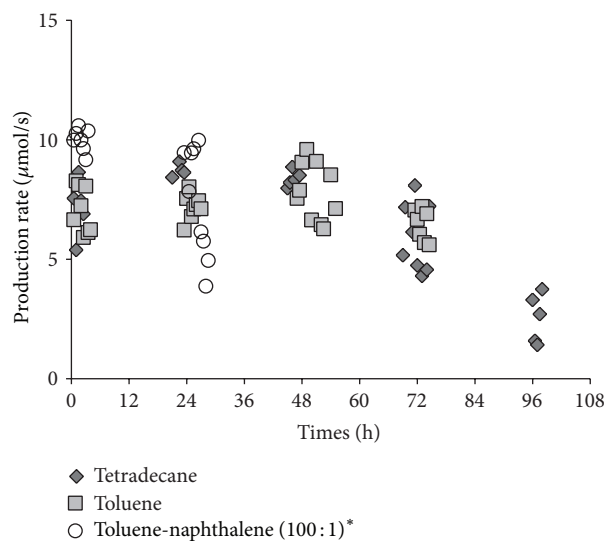 15
10
5
0
Production rate (μmol/s)
0 12 24 36 48 60 72 84 96 108
Times (h)
Tetradecane
Toluene
Toluene-naphthalene (100 : 1)*